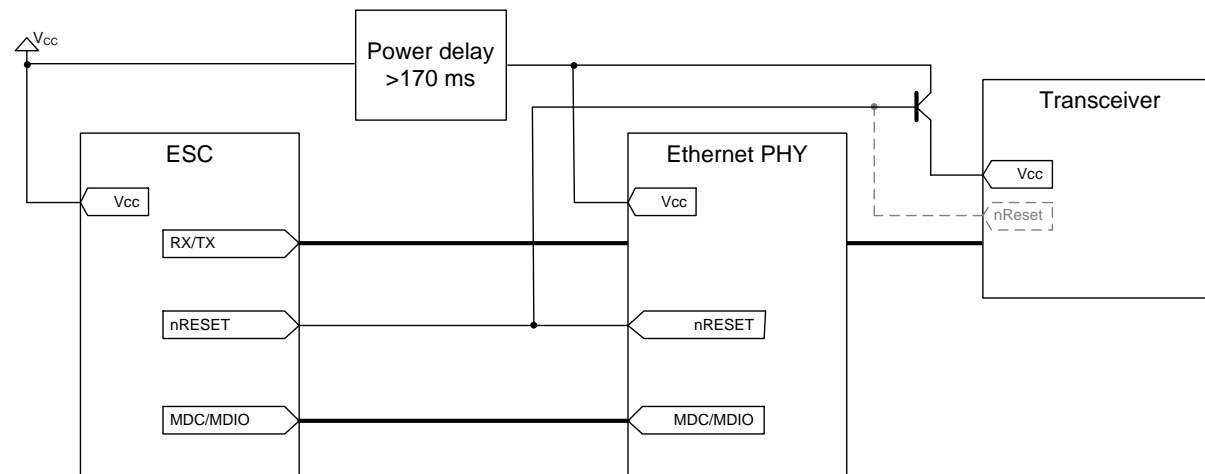 VCC
Power delay
>170 ms
Transceiver
ESC
Ethernet PHY
Vcc
Vcc
Vcc
nReset
RX/TX
nRESET
nRESET
MDC/MDIO
MDC/MDIO